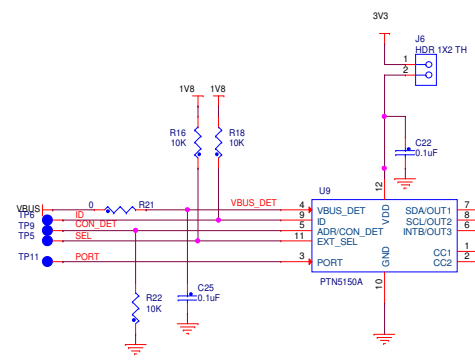 3V3
J6
HDR 1X2 TH
1
2
1V8 1V8
R16
10K
R18
10K
C22
0.1uF
VBUS 0 R21 VBUS_DET
TP6 ID
TP9 CON_DET
TP5 SEL
TP11 PORT
U9
12
4 VBUS_DET VDD SDA/OUT1 7
9 ID SCL/OUT2 8
5 ADR/CON_DET INTB/OUT3 6
11 EXT_SEL
CC1 1
3 PORT GND CC2 2
10
PTN5150A
R22
10K
C25
0.1uF